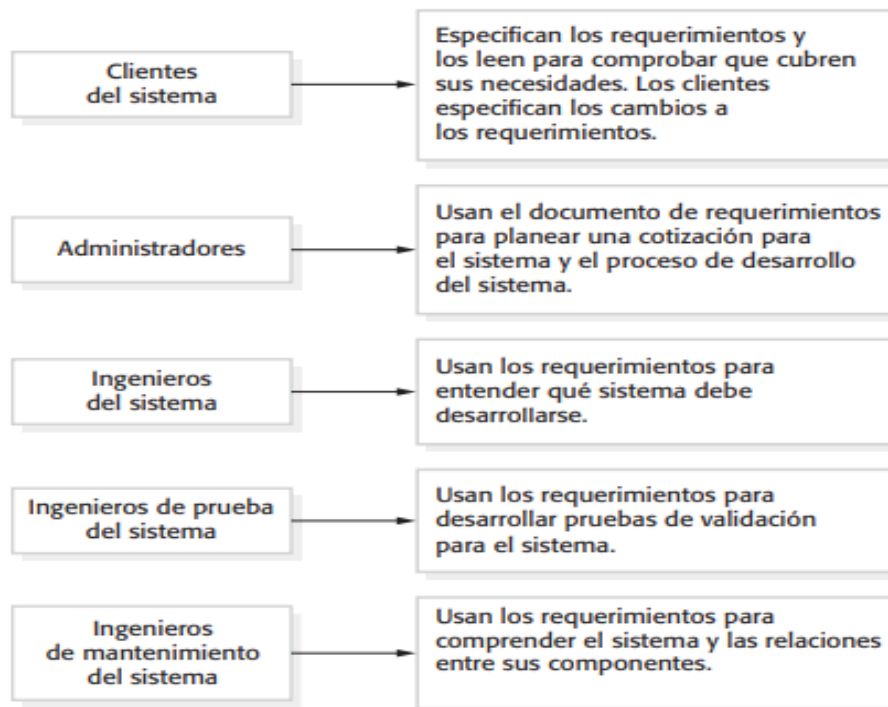 Clientes
del sistema
Especifican los requerimientos y
los leen para comprobar que cubren
sus necesidades. Los clientes
especifican los cambios a
los requerimientos.
Administradores
Usan el documento de requerimientos
para planear una cotización para
el sistema y el proceso de desarrollo
del sistema.
Ingenieros
del sistema
Usan los requerimientos para
entender qué sistema debe
desarrollarse.
Ingenieros de prueba
del sistema
Usan los requerimientos para
desarrollar pruebas de validación
para el sistema.
Ingenieros
de mantenimiento
del sistema
Usan los requerimientos para
comprender el sistema y las relaciones
entre sus componentes.